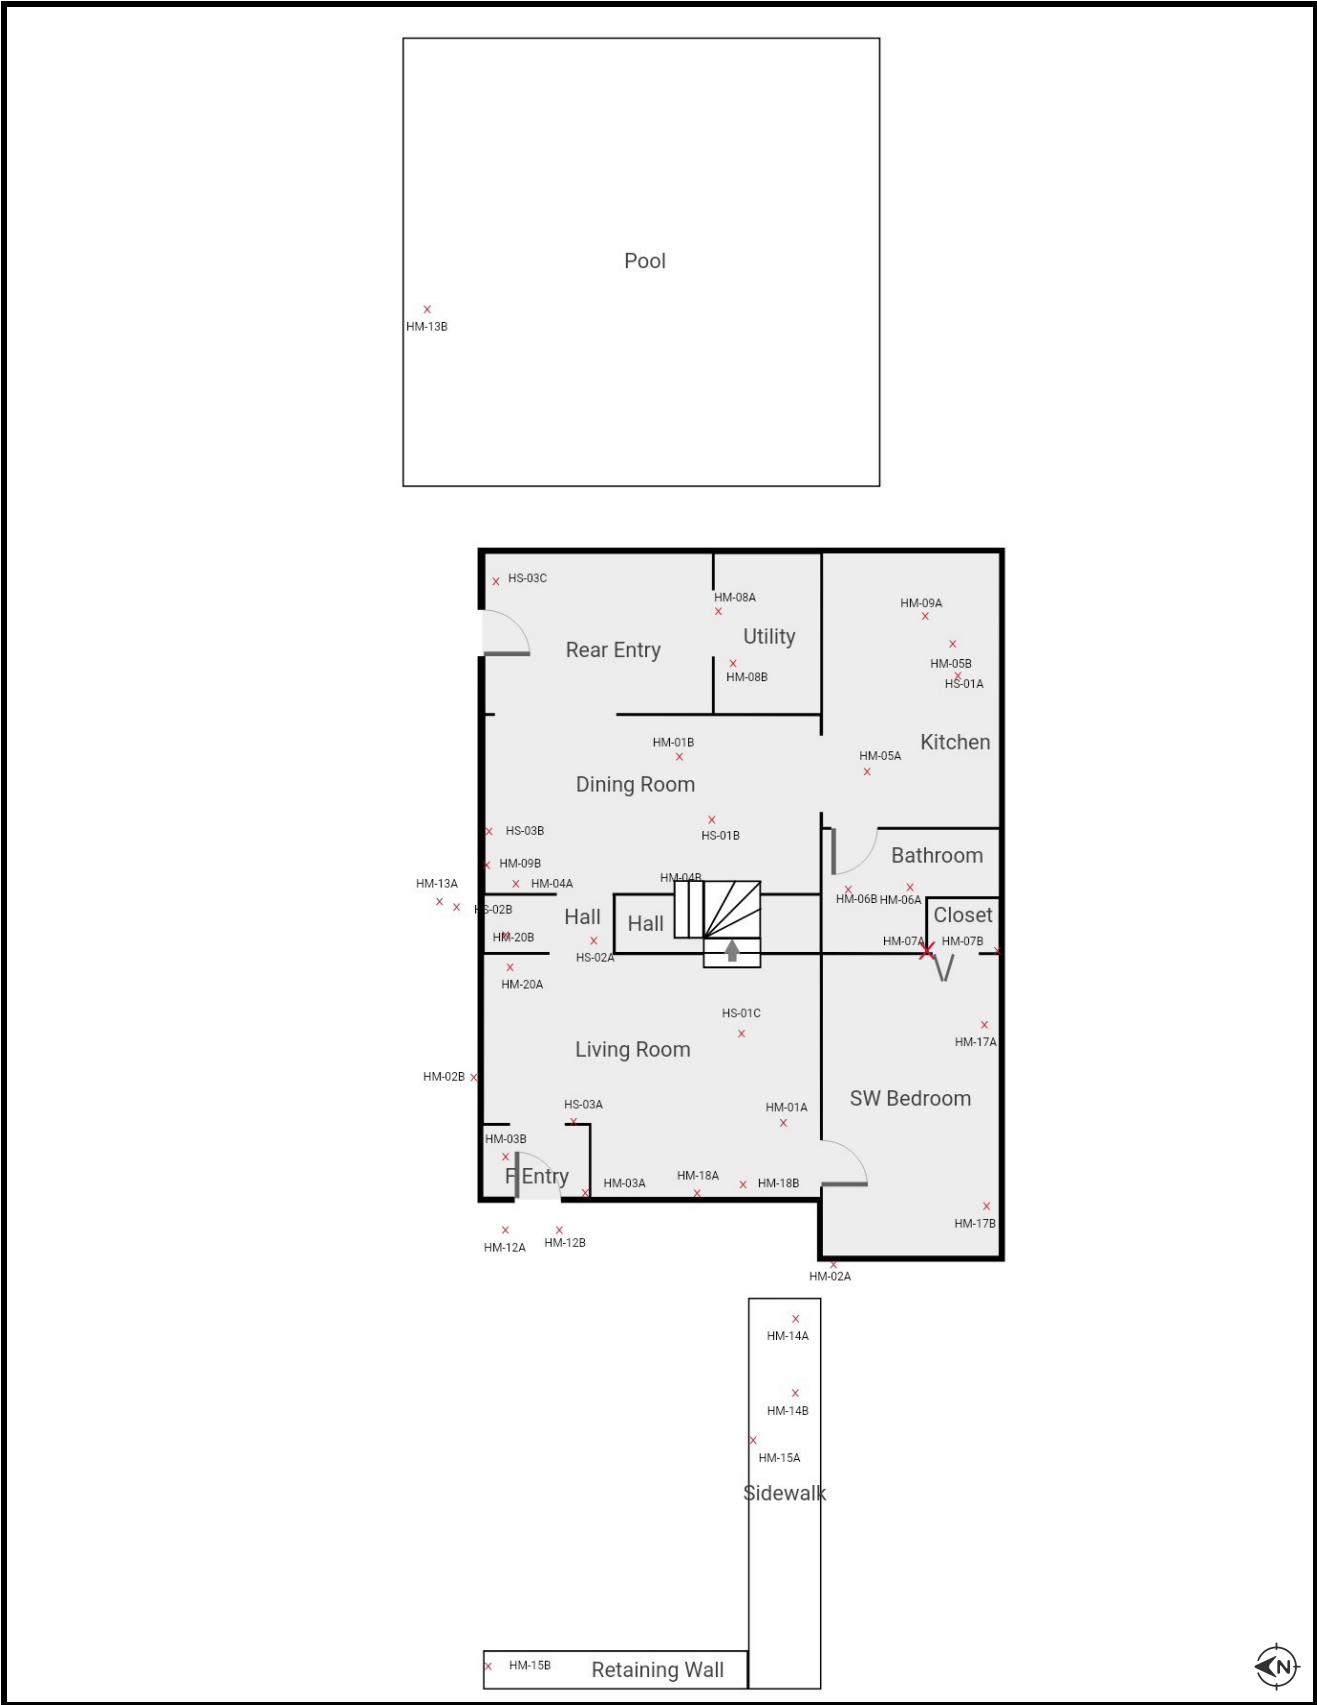 Pool
HM-13B
HS-03C
HM-08A
HM-09A
Utility
Rear Entry
HM-05B
HM-08B
HS-01A
HM-01B
Kitchen
HM-05A
Dining Room
HS-03B
HS-01B
Bathroom
HM-09B
HM-04B
HM-13A
HM-04A
HM-06B
HM-06A
HS-02B
Hall
Hall
Closet
HM-20B
HM-07A
HM-07B
HS-02A
HM-20A
HS-01C
HM-17A
Living Room
HM-02B
SW Bedroom
HS-03A
HM-01A
HM-03B
F Entry
HM-03A
HM-18A
HM-18B
HM-17B
HM-12A
HM-12B
HM-02A
HM-14A
HM-14B
HM-15A
Sidewalk
HM-15B
Retaining Wall
N